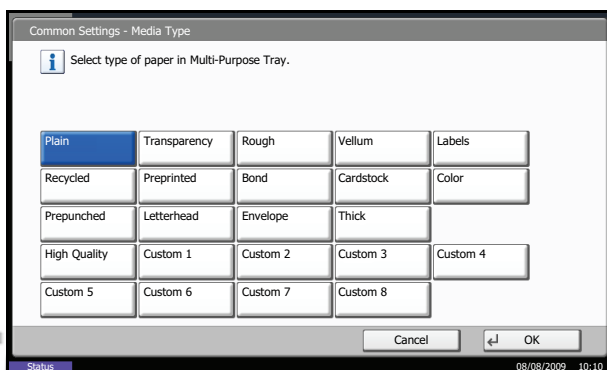 Common Settings - Media Type
Select type of paper in Multi-Purpose Tray.
Plain Transparency Rough Vellum Labels
Recycled Preprinted Bond Cardstock Color
Prepunched Letterhead Envelope Thick
High Quality Custom 1 Custom 2 Custom 3 Custom 4
Custom 5 Custom 6 Custom 7 Custom 8
Cancel OK
Status 08/08/2009 10:10